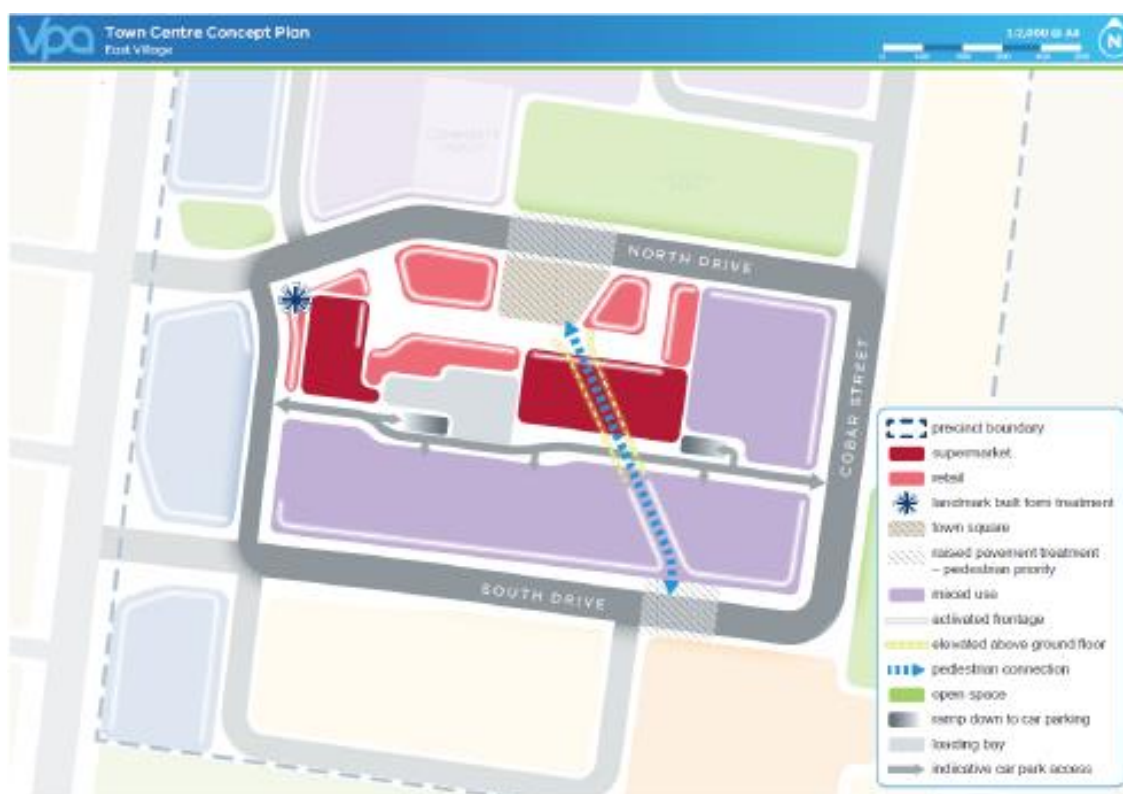 vpa
Town Centre Concept Plan
East Village
1:2,000 @ A4
N
NORTH DRIVE
COBAR STREET
SOUTH DRIVE
precinct boundary
supermarket
retail
landmark built form treatment
town square
raised pavement treatment
– pedestrian priority
mixed use
activated frontage
elevated above ground floor
pedestrian connection
open space
ramp down to car parking
loading bay
indicative car park access